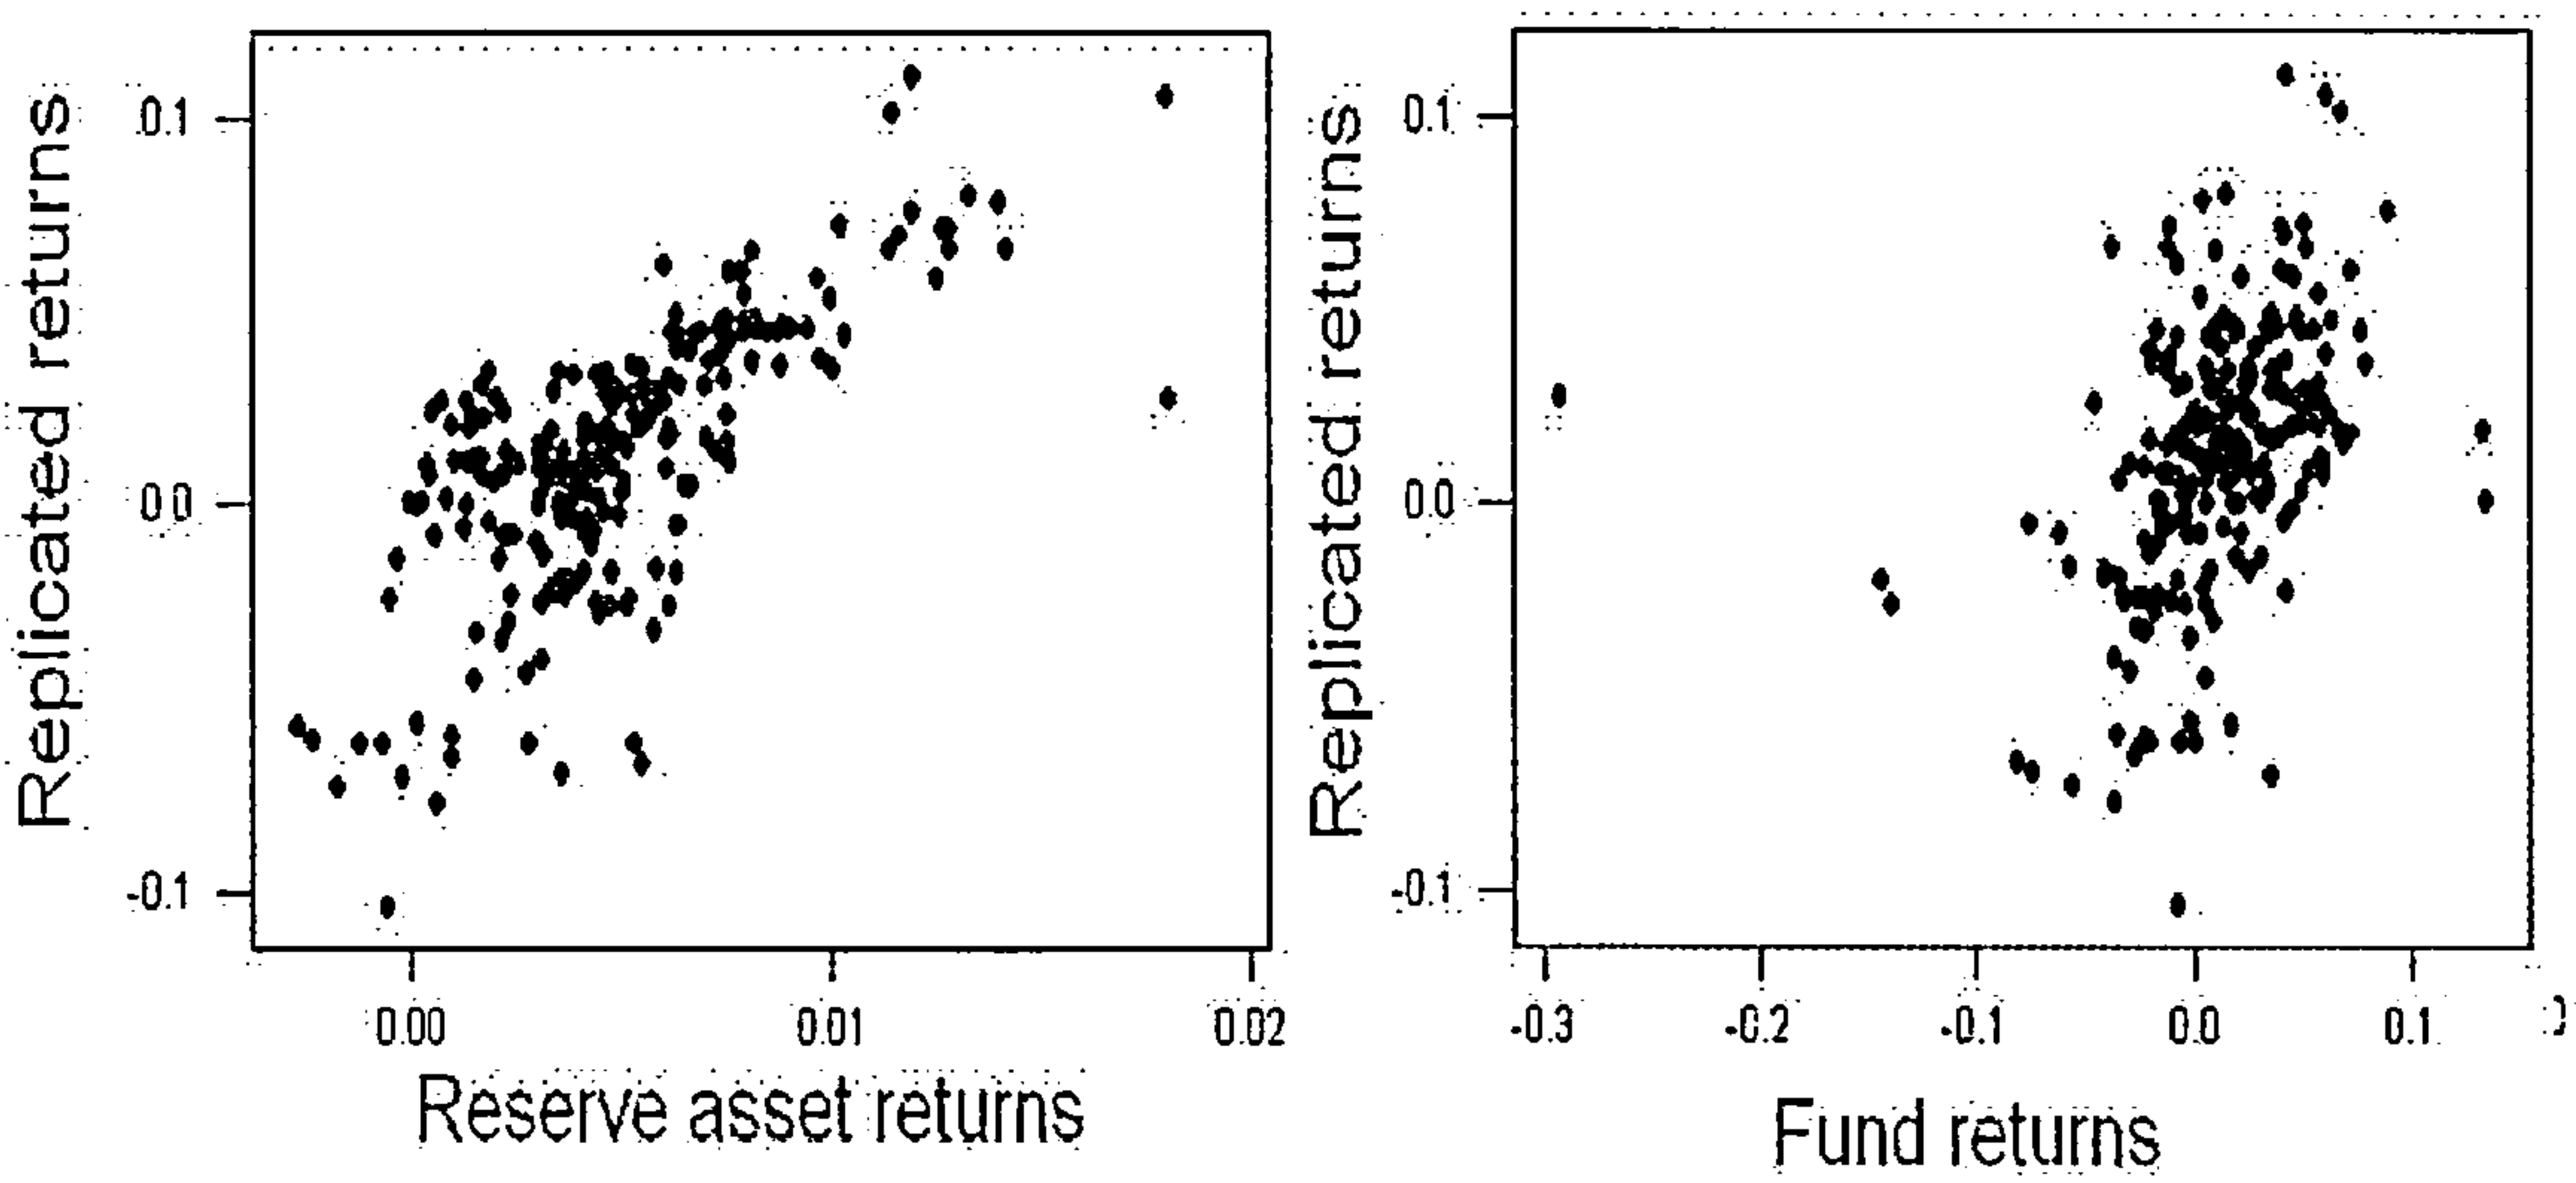 Replicated returns
0.1
0.0
-0.1
0.00 0.01 0.02
Reserve asset returns
Replicated returns
0.1
0.0
-0.1
-0.3 -0.2 -0.1 0.0 0.1
Fund returns